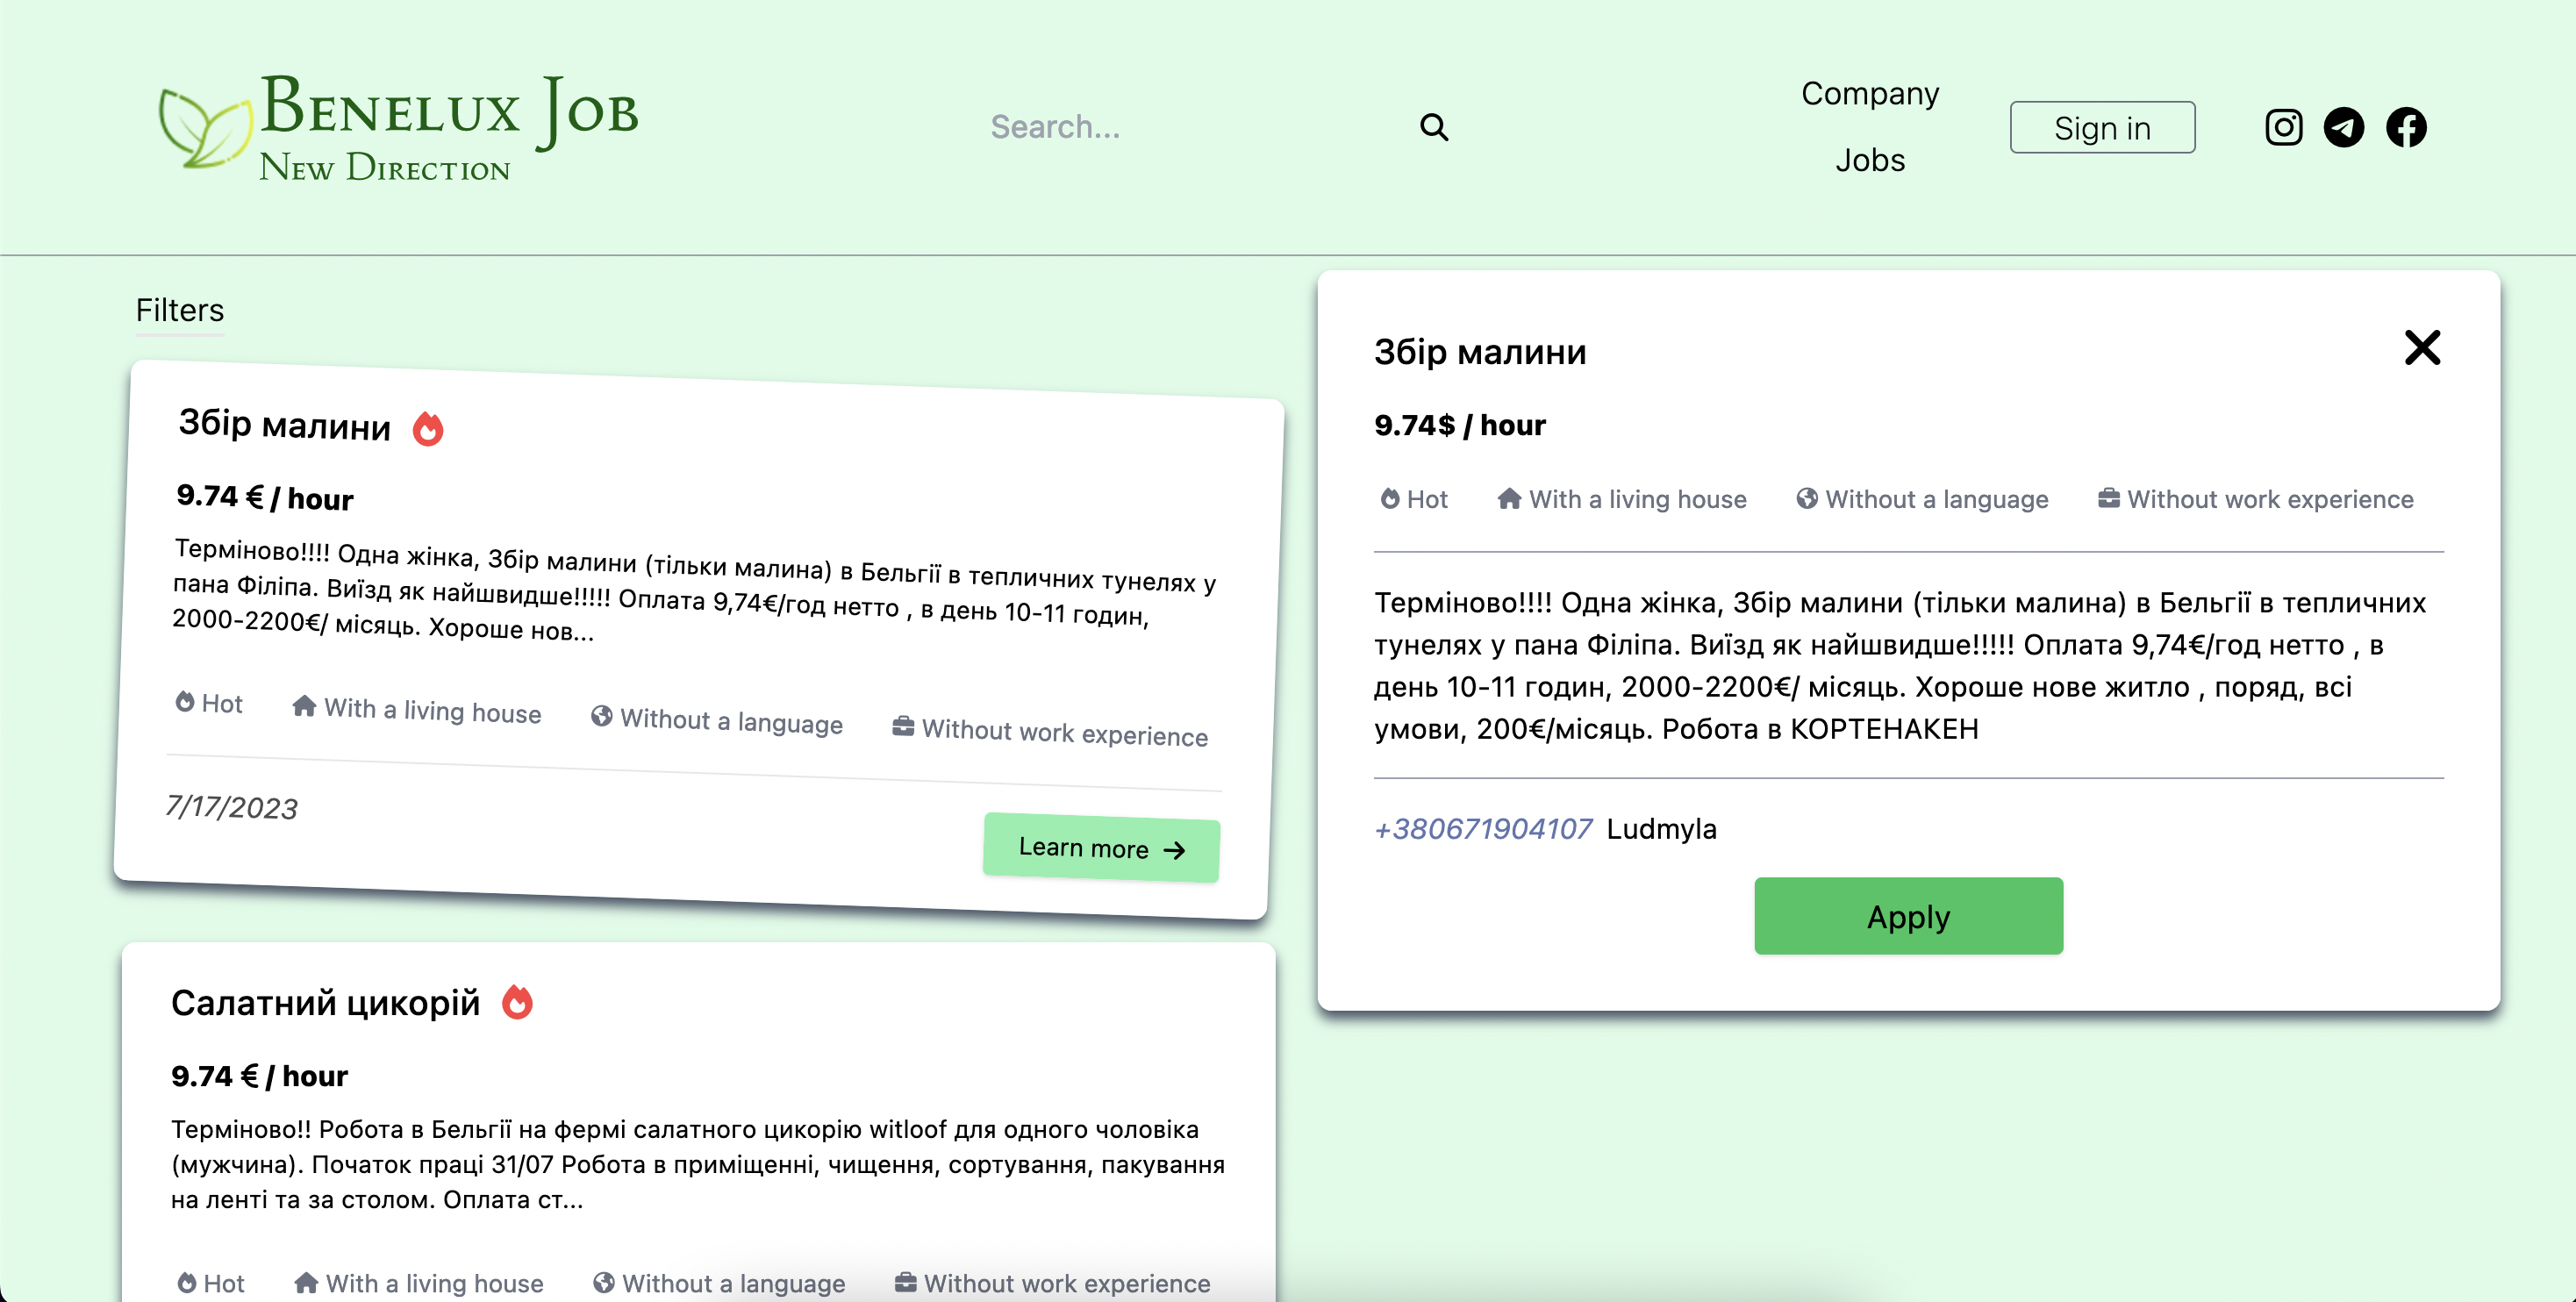 Benelux Job
New Direction
Search...
Company
Jobs
Sign in
Filters
Збір малини
9.74 € / hour
Терміново!!!! Одна жінка, Збір малини (тільки малина) в Бельгії в тепличних тунелях у
пана Філіпа. Виїзд як найшвидше!!!!! Оплата 9,74€/год нетто , в день 10-11 годин,
2000-2200€/ місяць. Хороше нов...
Hot With a living house Without a language Without work experience
7/17/2023
Learn more →
Салатний цикорій
9.74 € / hour
Терміново!! Робота в Бельгії на фермі салатного цикорію witloof для одного чоловіка
(мужчина). Початок праці 31/07 Робота в приміщенні, чищення, сортування, пакування
на ленті та за столом. Оплата ст...
Hot With a living house Without a language Without work experience
Збір малини
9.74$ / hour
Hot With a living house Without a language Without work experience
Терміново!!!! Одна жінка, Збір малини (тільки малина) в Бельгії в тепличних
тунелях у пана Філіпа. Виїзд як найшвидше!!!!! Оплата 9,74€/год нетто , в
день 10-11 годин, 2000-2200€/ місяць. Хороше нове житло , поряд, всі
умови, 200€/місяць. Робота в КОРТЕНАКЕН
+380671904107 Ludmyla
Apply